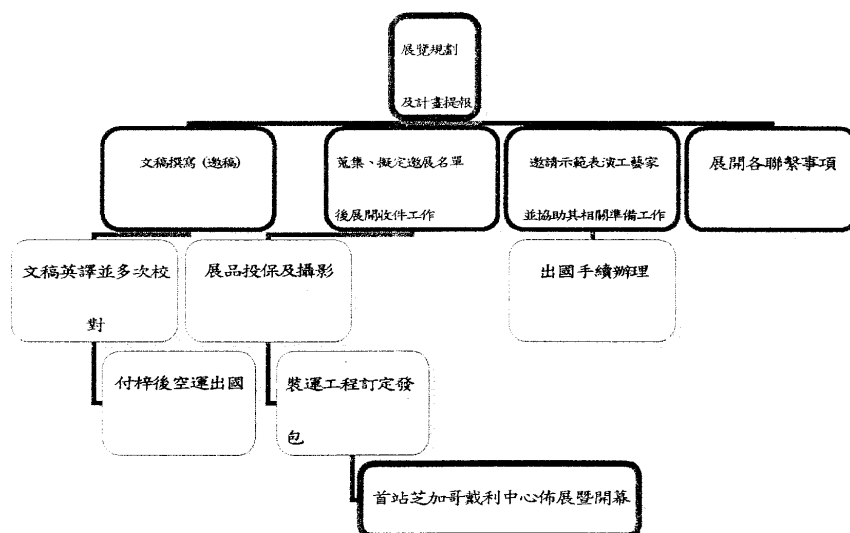 展覽規劃
及計畫提報
文稿撰寫（邀稿）
蒐集、擬定邀展名單
後展開收件工作
邀請示範表演工藝家
並協助其相關準備工作
展開各聯繫事項
文稿英譯並多次校
對
展品投保及攝影
出國手續辦理
付梓後空運出國
裝運工程訂定發
包
首站芝加哥戴利中心佈展暨開幕